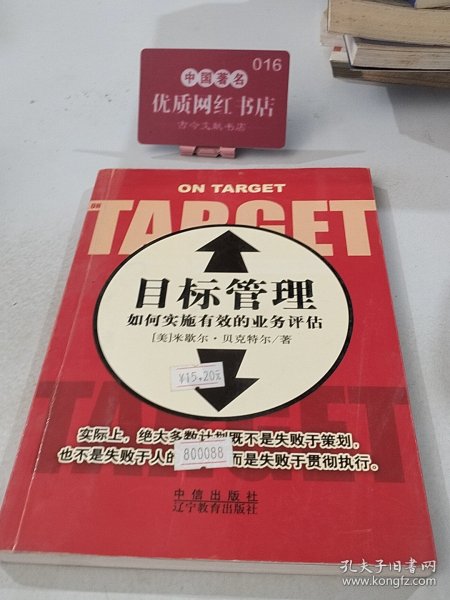 016
中国著名
优质网红书店
古今文献书店
ON TARGET
ON
TARGET
目标管理
如何实施有效的业务评估
[美]米歇尔·贝克特尔/著
¥15.20元
TARGET
实际上，绝大多数计划既不是失败于策划，
也不是失败于人的 而是失败于贯彻执行。
800088
中信出版社
辽宁教育出版社
孔夫子旧书网
www.kongfz.com